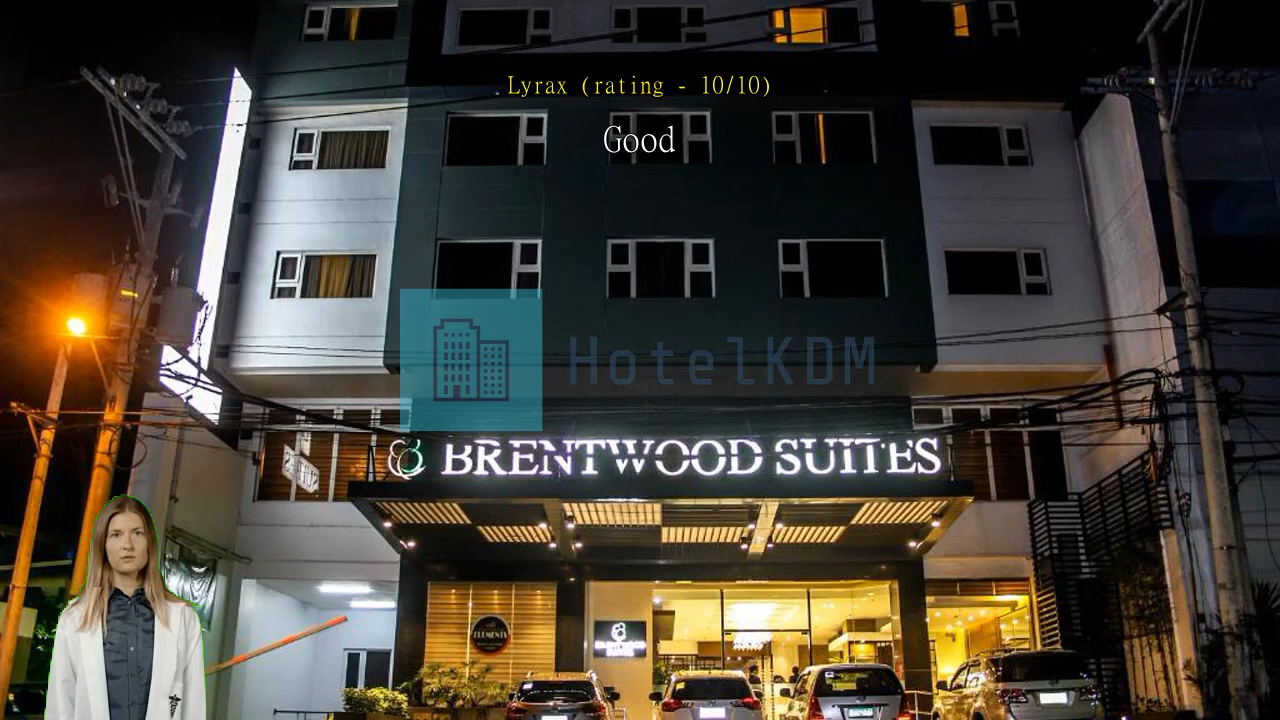 Lyrax (rating - 10/10)
Good
HotelKDM
BRENTWOOD SUITES
ELEMENTS